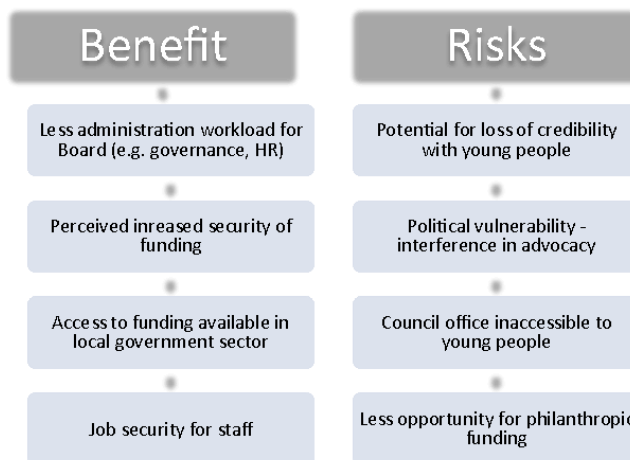 Benefit
Less administration workload for
Board (e.g. governance, HR)
Perceived inreased security of
funding
Access to funding available in
local government sector
Job security for staff
Risks
Potential for loss of credibility
with young people
Political vulnerability -
interference in advocacy
Council office inaccessible to
young people
Less opportunity for philanthropic
funding